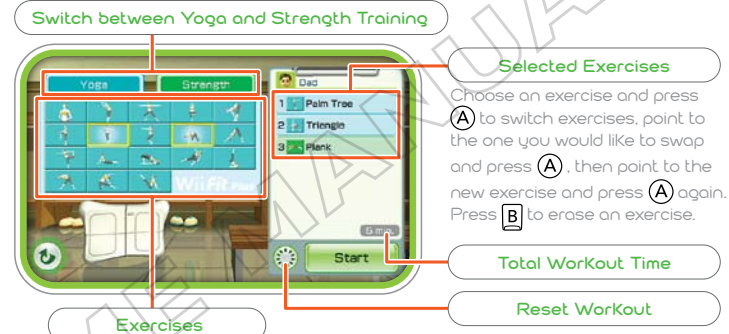 Switch between Yoga and Strength Training
Yoga
Strength
Dad
1 Palm Tree
2 Triangle
3 Plank
Wii Fit Plus
5 min.
Start
Selected Exercises
Choose an exercise and press
A to switch exercises, point to
the one you would like to swap
and press A , then point to the
new exercise and press A again.
Press B to erase an exercise.
Total Workout Time
Reset Workout
Exercises